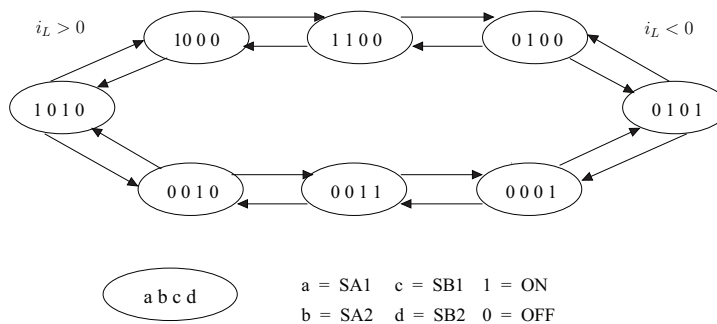 i_L > 0
i_L < 0
1 0 0 0
1 1 0 0
0 1 0 0
1 0 1 0
0 1 0 1
0 0 1 0
0 0 1 1
0 0 0 1
a b c d
a = SA1 c = SB1 1 = ON
b = SA2 d = SB2 0 = OFF